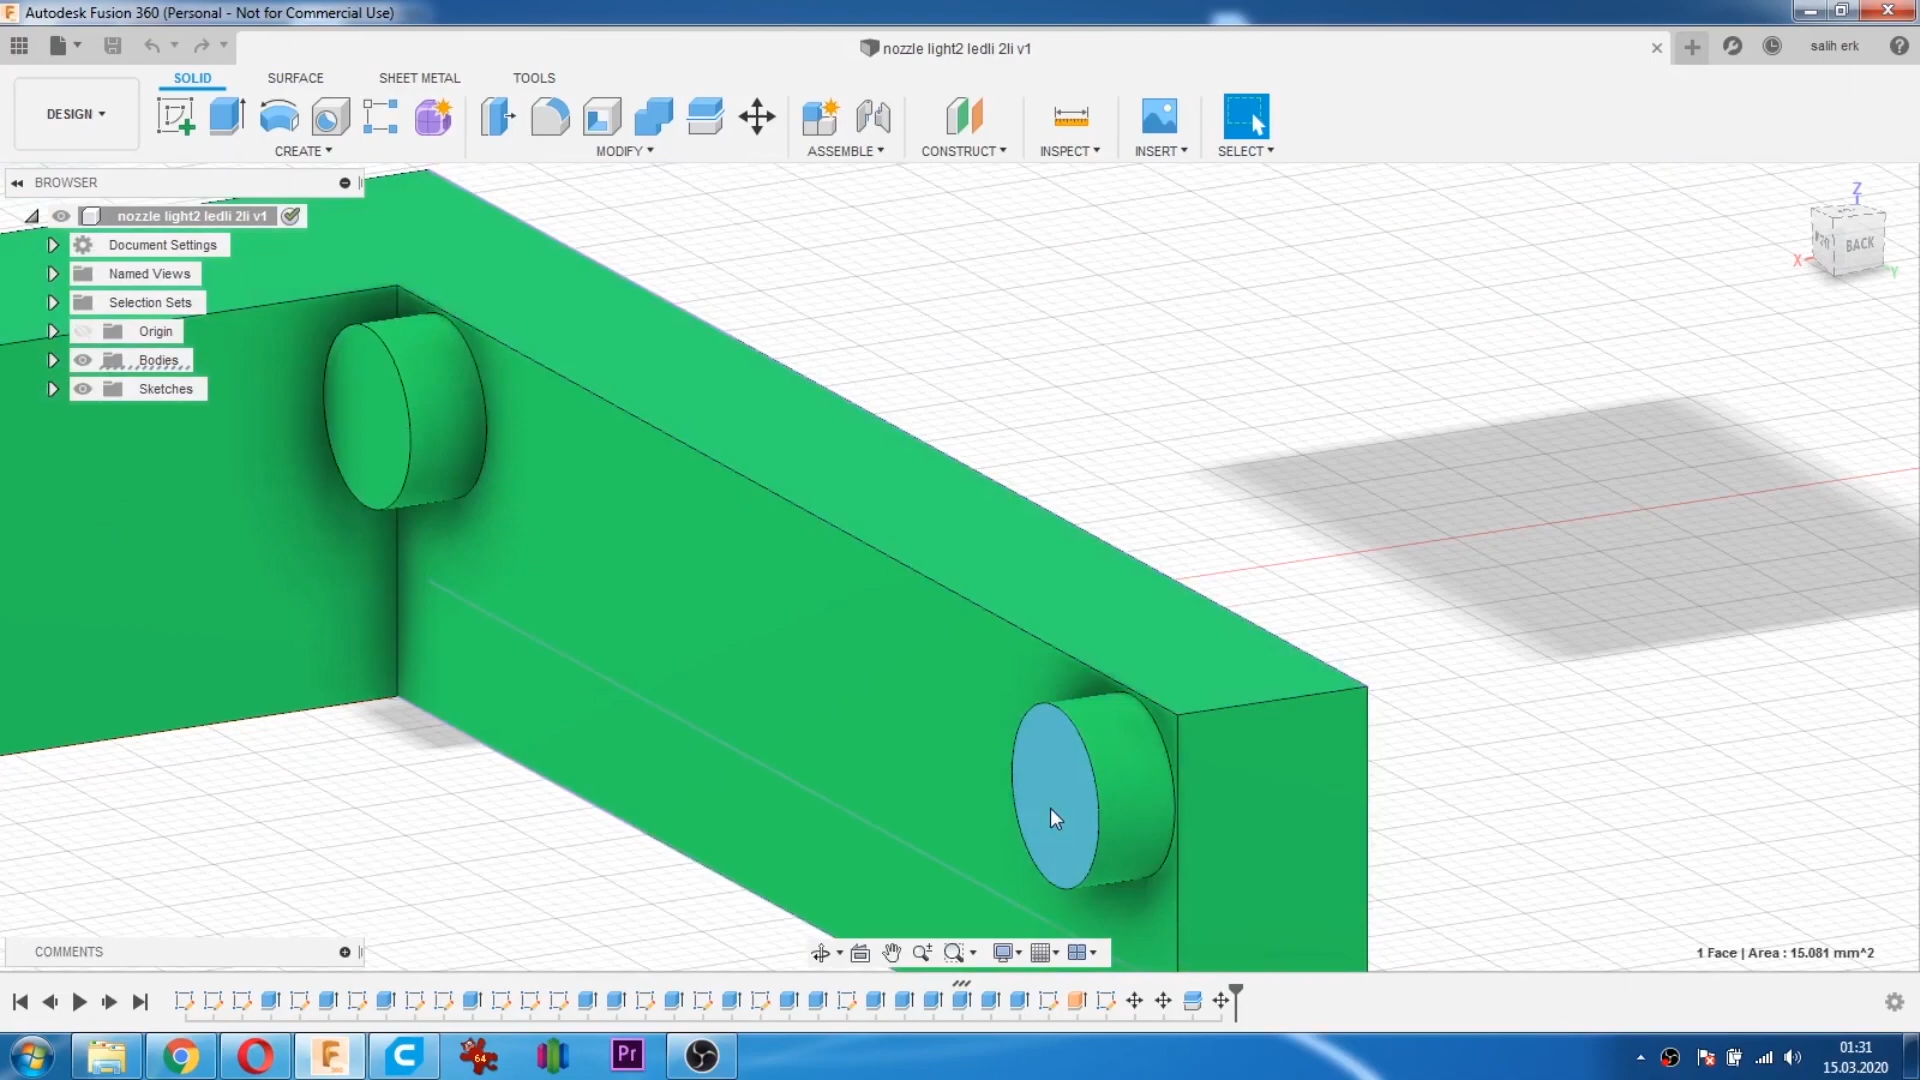 Autodesk Fusion 360 (Personal - Not for Commercial Use)
nozzle light2 ledli 2li v1
salih erk
DESIGN
SOLID
SURFACE
SHEET METAL
TOOLS
CREATE
MODIFY
ASSEMBLE
CONSTRUCT
INSPECT
INSERT
SELECT
BROWSER
nozzle light2 ledli 2li v1
Document Settings
Named Views
Selection Sets
Origin
Bodies
Sketches
Z
BACK
X
Y
COMMENTS
1 Face | Area : 15.081 mm^2
360
64
Pr
01:31
15.03.2020